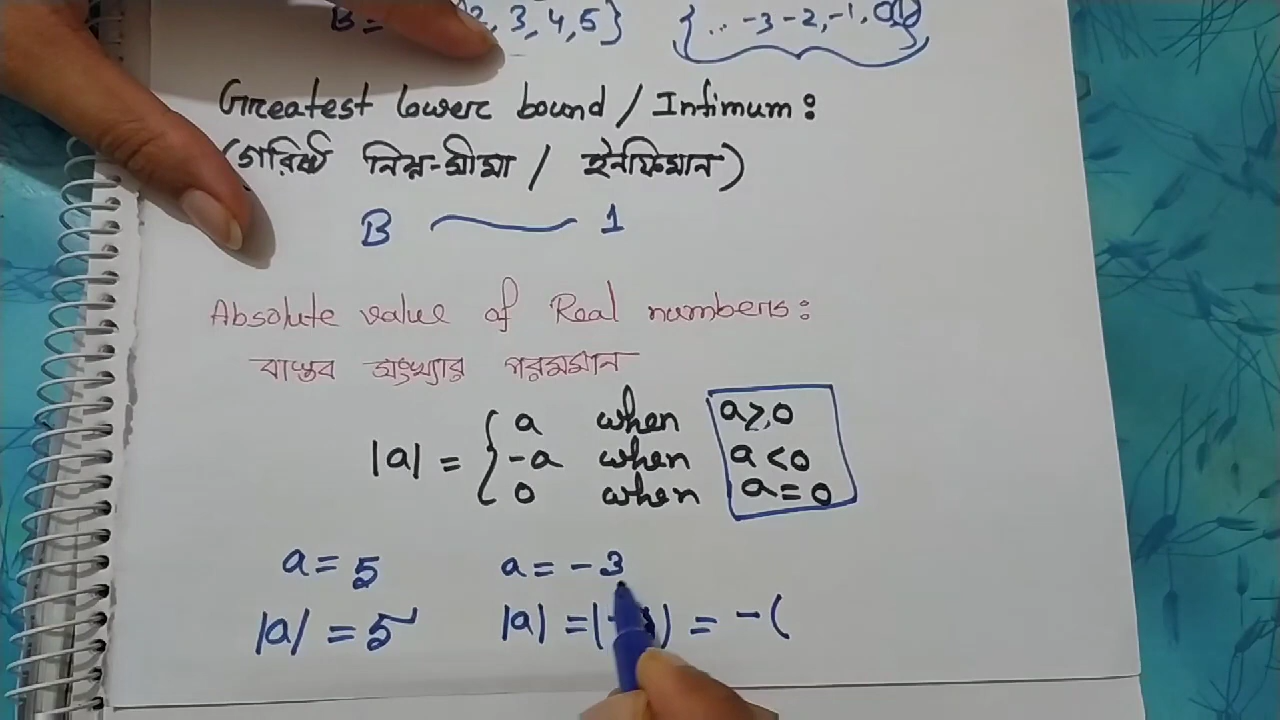 B = 2, 3, 4, 5} {... -3 -2, -1,
Greatest lower bound / Infimum:
(গরিষ্ঠ নিম্ন-সীমা / ইনফিমাম)
B 1
Absolute value of Real numbers:
বাস্তব সংখ্যার পরমমান
|a| = { a when a ≥ 0
-a when a < 0
0 when a = 0
a = 5 a = -3
|a| = 5 |a| = |- | = -(